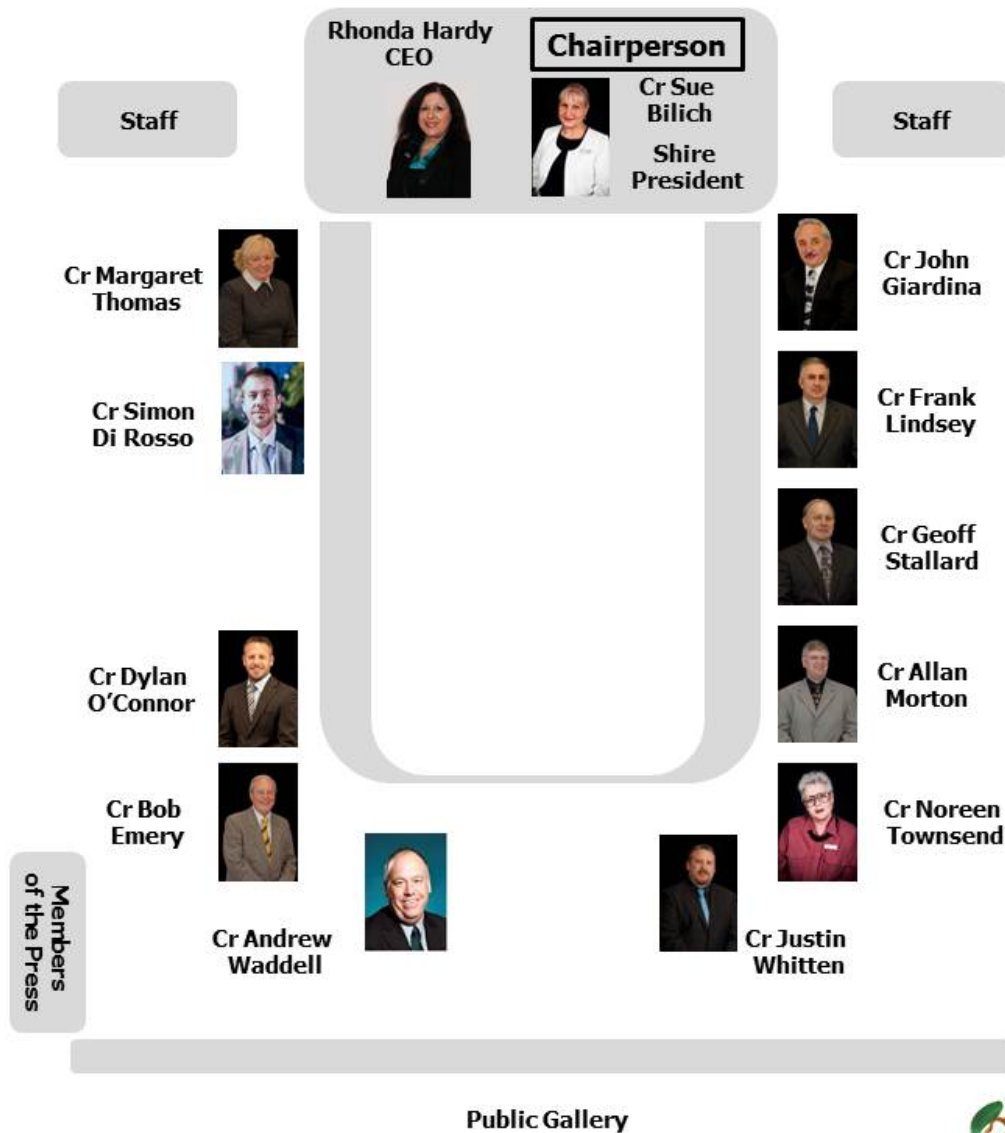 Rhonda Hardy
CEO
Chairperson
Cr Sue
Bilich
Shire
President
Staff
Staff
Cr Margaret
Thomas
Cr John
Giardina
Cr Simon
Di Rosso
Cr Frank
Lindsey
Cr Geoff
Stallard
Cr Dylan
O’Connor
Cr Allan
Morton
Cr Bob
Emery
Cr Noreen
Townsend
Members
of the Press
Cr Andrew
Waddell
Cr Justin
Whitten
Public Gallery